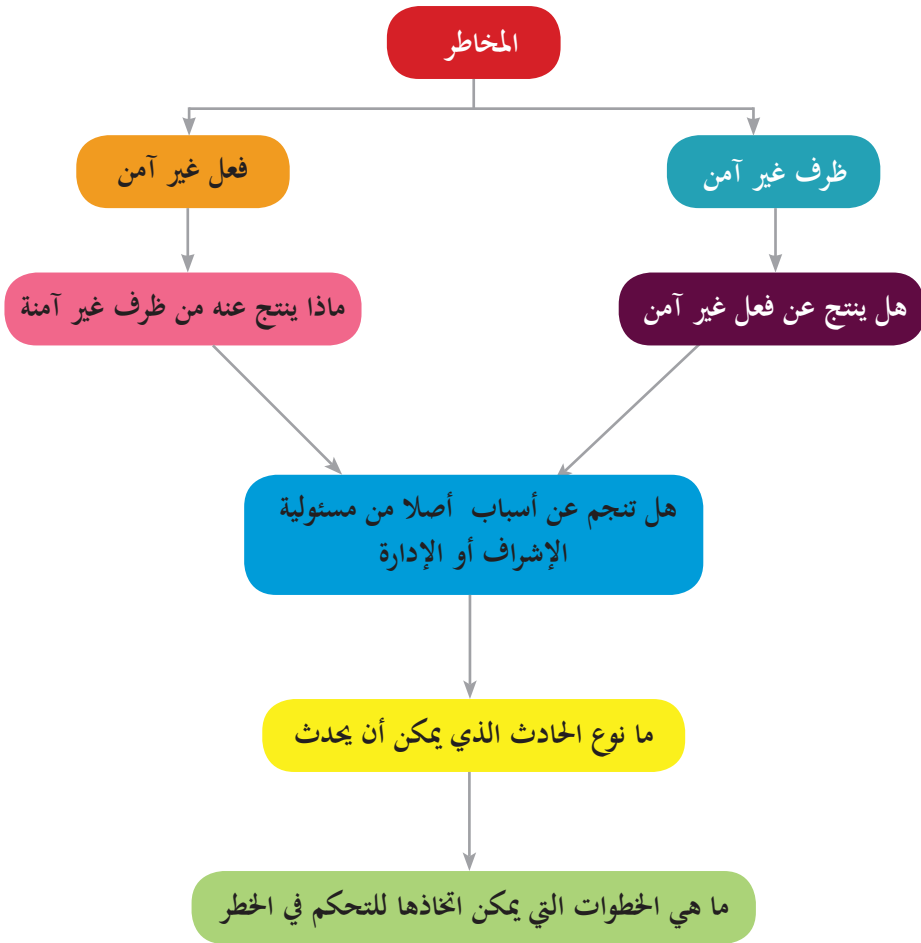 المخاطر
ظرف غير آمن
فعل غير آمن
هل ينتج عن فعل غير آمن
ماذا ينتج عنه من ظرف غير آمنة
هل تنجم عن أسباب أصلا من مسئولية
الإشراف أو الإدارة
ما نوع الحادث الذي يمكن أن يحدث
ما هي الخطوات التي يمكن اتخاذها للتحكم في الخطر